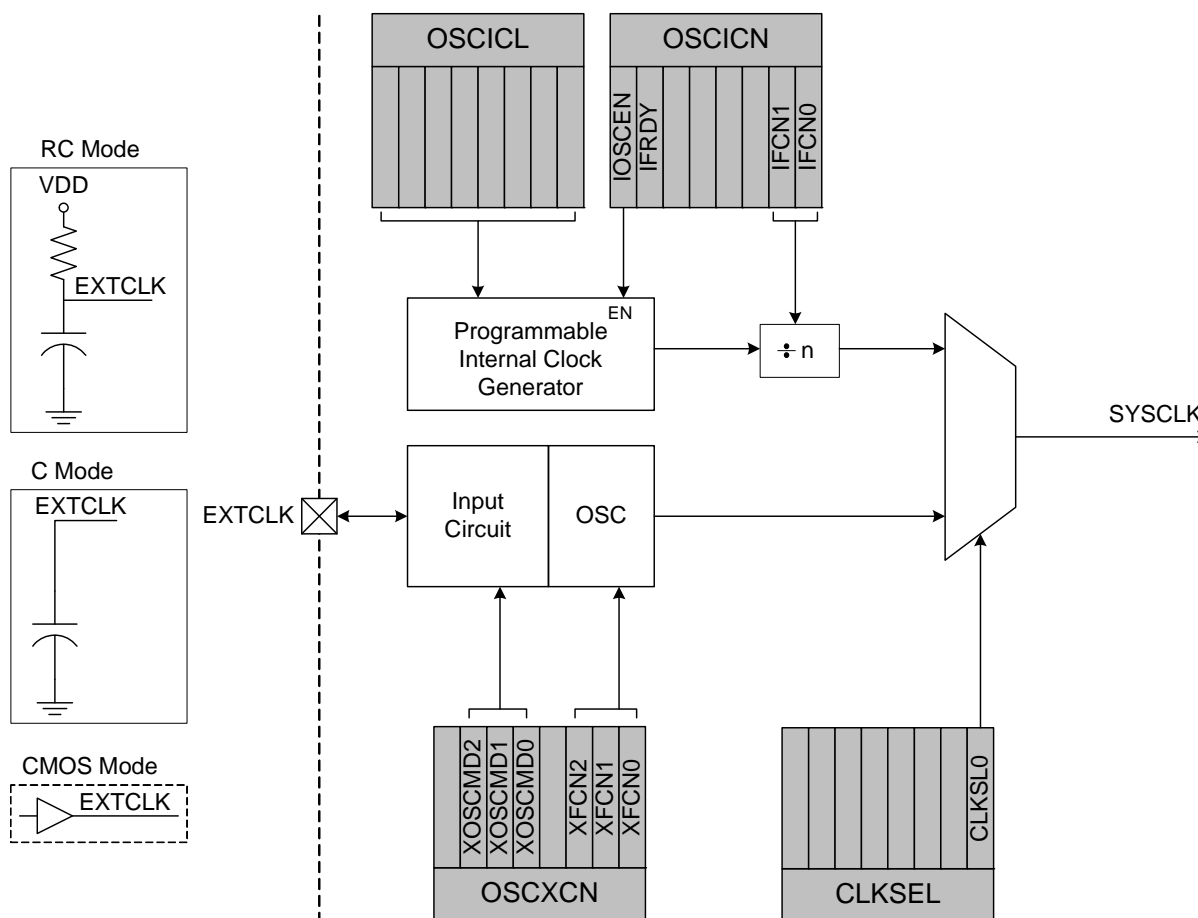 OSCICL
OSCICN
IOSCEN
IFRDY
IFCN1
IFCN0
RC Mode
VDD
EXTCLK
EN
Programmable
Internal Clock
Generator
÷ n
SYSCLK
C Mode
EXTCLK
EXTCLK
Input
Circuit
OSC
CMOS Mode
EXTCLK
XOSCMD2
XOSCMD1
XOSCMD0
XFCN2
XFCN1
XFCN0
OSCXCN
CLKSL0
CLKSEL